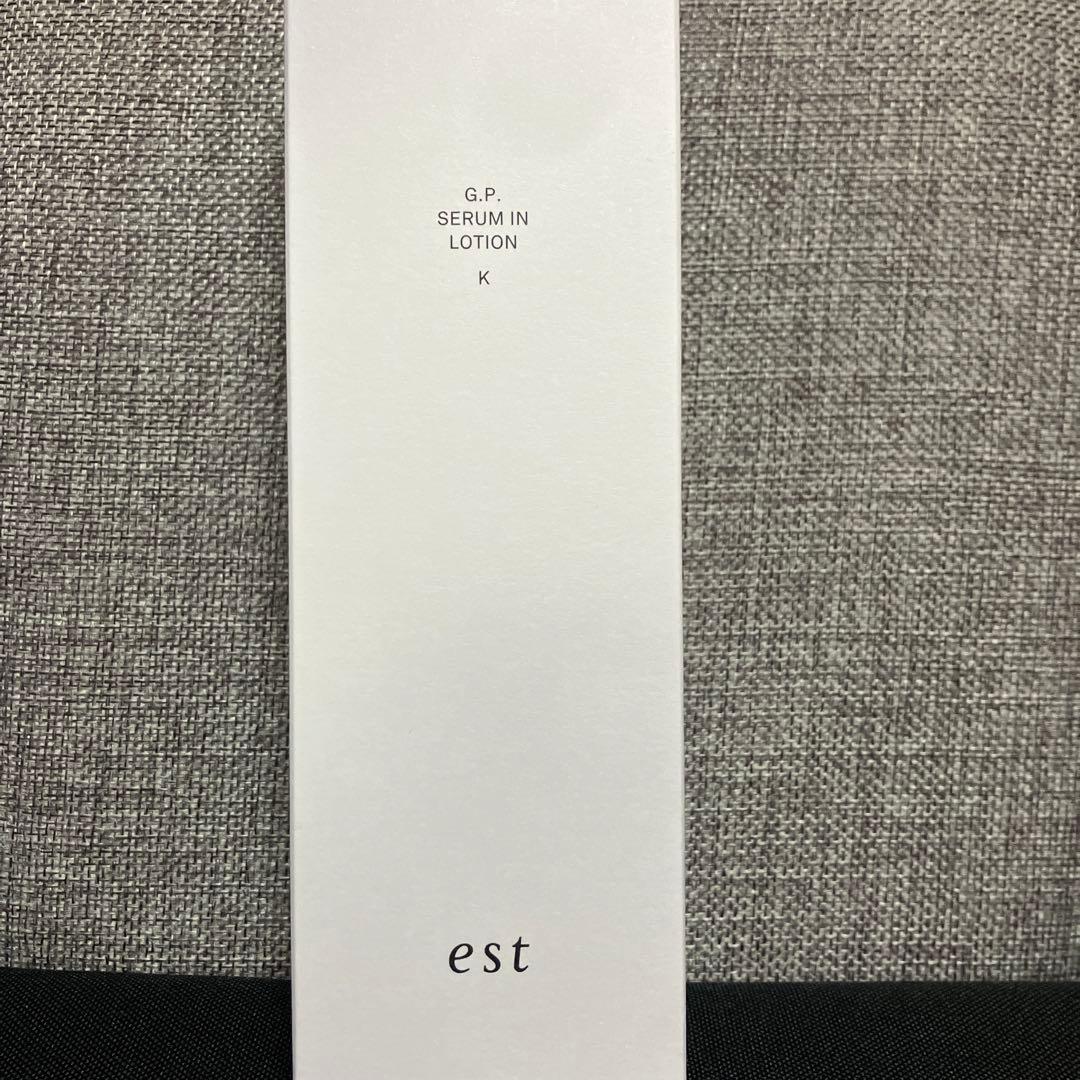 G.P.
SERUM IN
LOTION
K
est